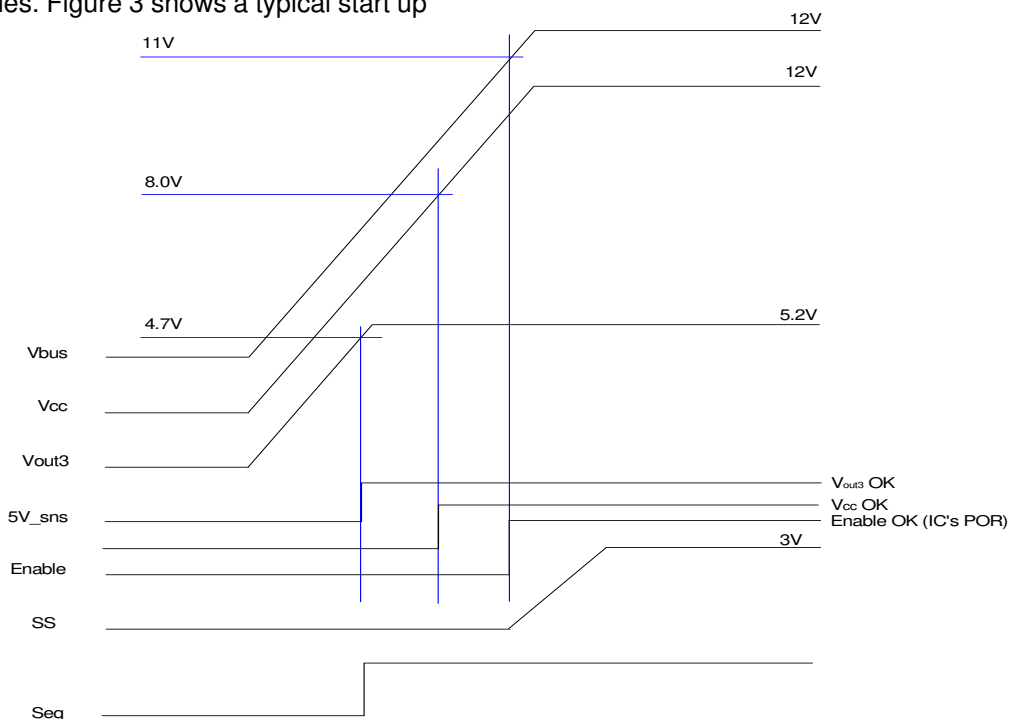 les. Figure 3 shows a typical start up
12V
11V
12V
8.0V
5.2V
4.7V
Vbus
Vcc
Vout3
Vout3 OK
Vcc OK
5V_sns
Enable OK (IC's POR)
3V
Enable
SS
Seq